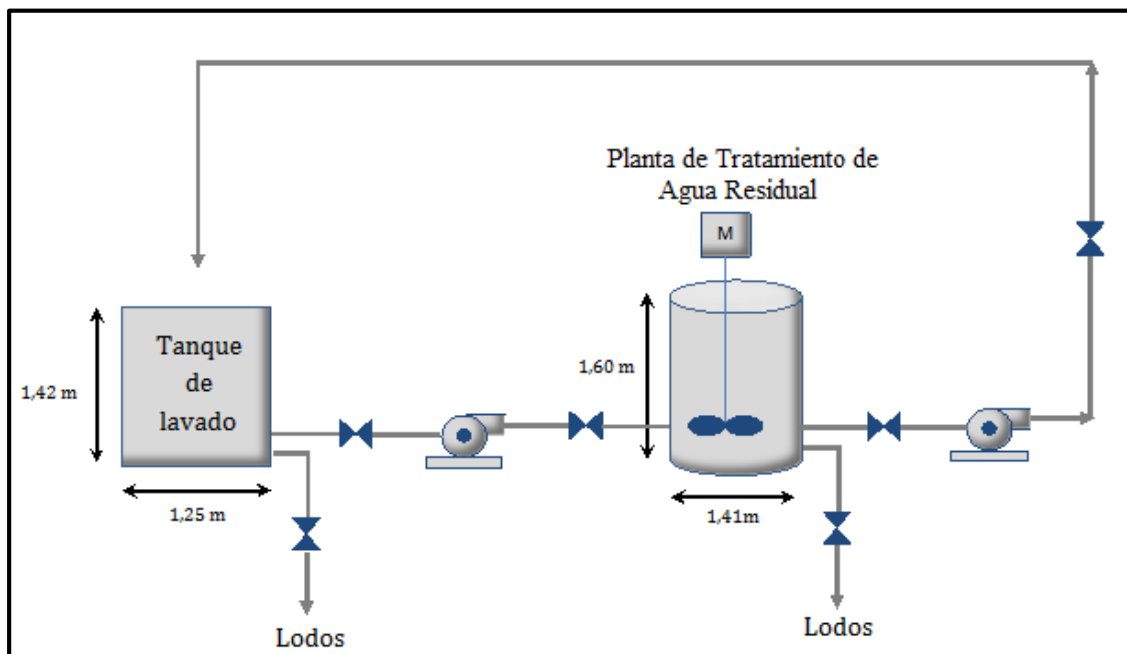 Planta de Tratamiento de
Agua Residual
M
Tanque
de
lavado
1,42 m
1,25 m
1,60 m
1,41m
Lodos
Lodos